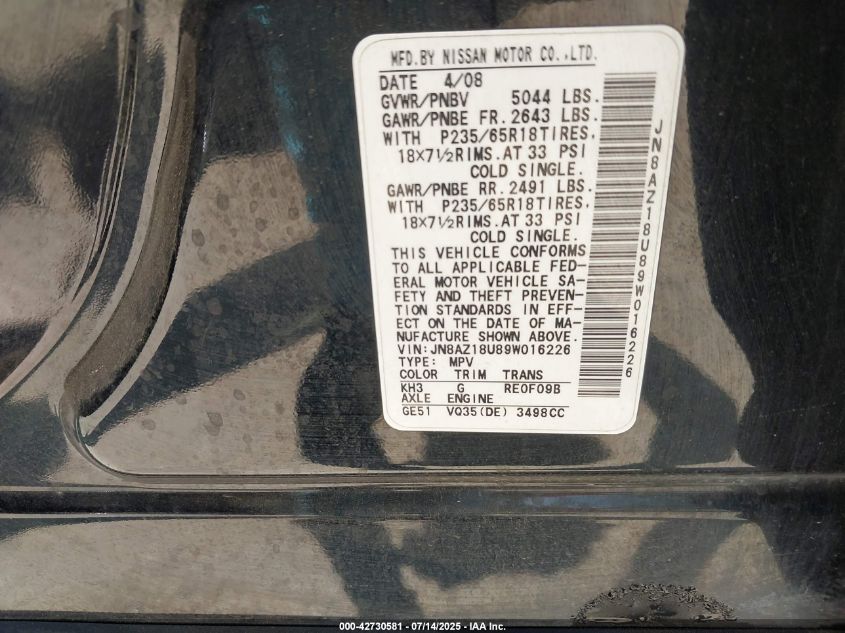 MFD.BY NISSAN MOTOR CO.,LTD.
DATE 4/08
GVWR/PNBV 5044 LBS.
GAWR/PNBE FR. 2643 LBS.
WITH P235/65R18TIRES,
18X7½RIMS.AT 33 PSI
COLD SINGLE.
GAWR/PNBE RR. 2491 LBS.
WITH P235/65R18TIRES,
18X7½RIMS.AT 33 PSI
COLD SINGLE.
THIS VEHICLE CONFORMS
TO ALL APPLICABLE FED-
ERAL MOTOR VEHICLE SA-
FETY AND THEFT PREVEN-
TION STANDARDS IN EFF-
ECT ON THE DATE OF MA-
NUFACTURE SHOWN ABOVE.
VIN:JN8AZ18U89W016226
TYPE: MPV
COLOR TRIM TRANS
KH3 G RE0F09B
AXLE ENGINE
GE51 VQ35(DE) 3498CC
JN8AZ18U89W016226
000-42730581 - 07/14/2025 - IAA Inc.